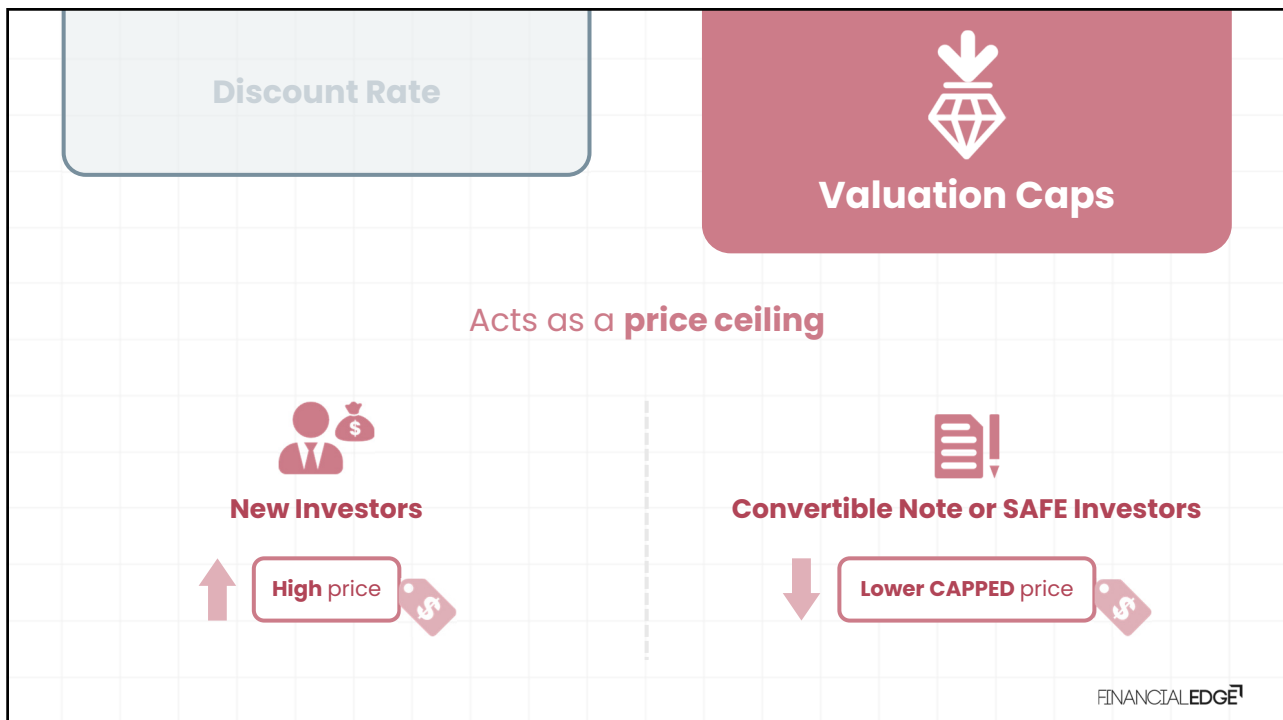 Discount Rate
Valuation Caps
Acts as a price ceiling
New Investors
High price
$
$
Convertible Note or SAFE Investors
Lower CAPPED price
$
FINANCIALEDGE